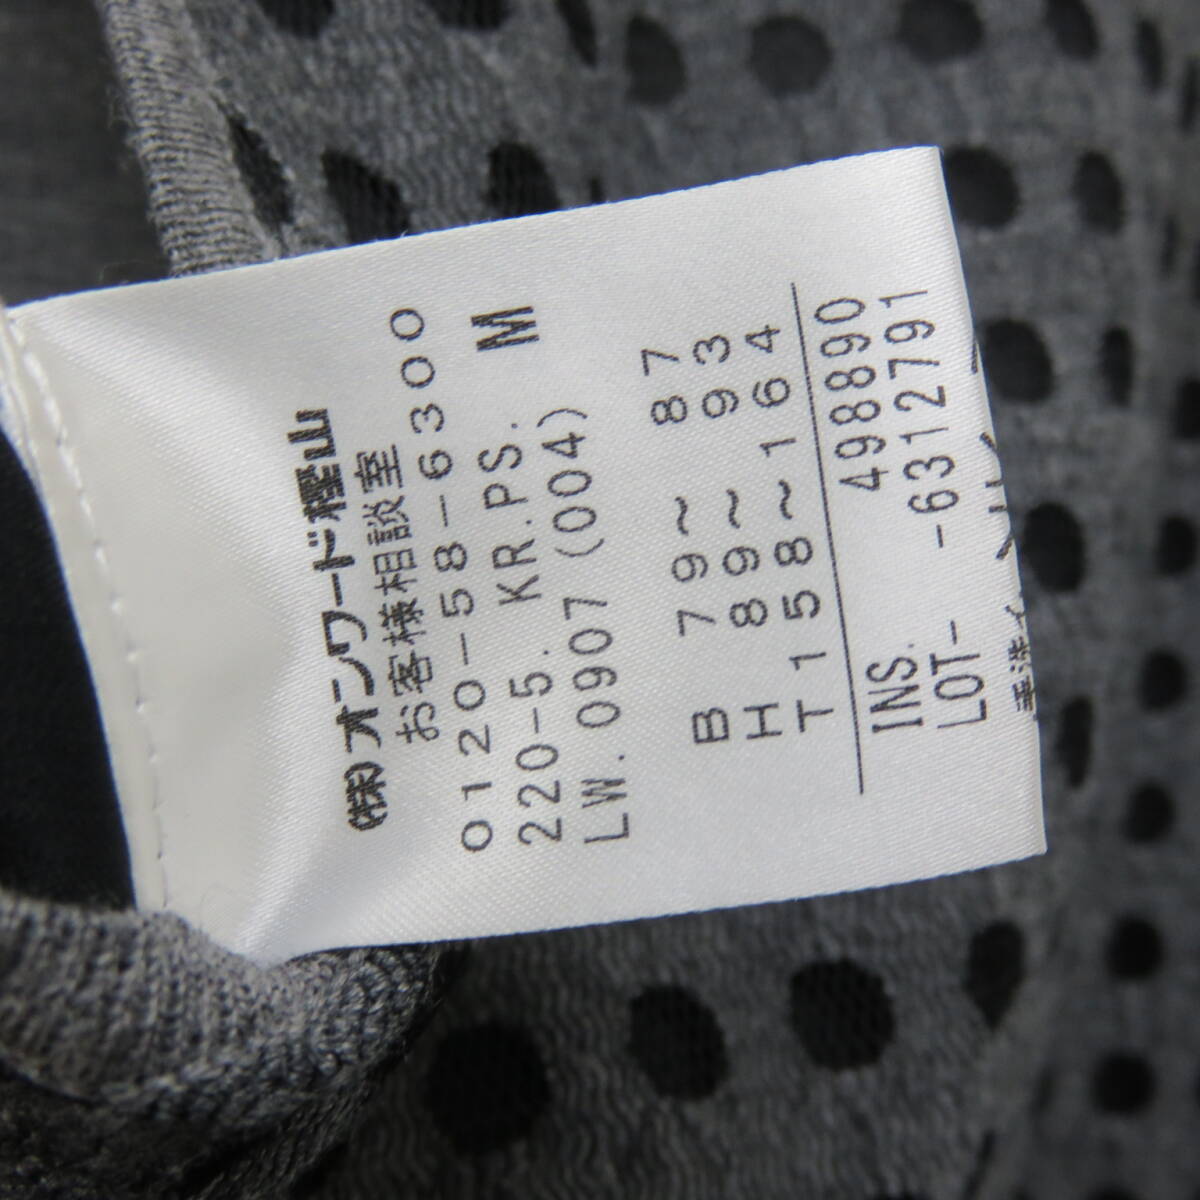 ㈱オンワード樫山
お客様相談室
0120-58-6300
220-5. KR.PS. M
LW.0907(004)
B 79~ 87
H 89~ 93
T 158~164
INS. 498890
LOT- -6312791